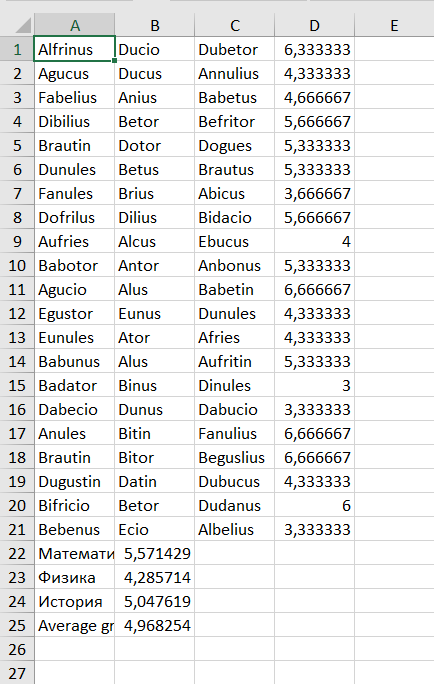 A B C D E
1 Alfrinus Ducio Dubetor 6,333333
2 Agucus Ducus Annulius 4,333333
3 Fabelius Anius Babetus 4,666667
4 Dibilius Betor Befritor 5,666667
5 Brautin Dotor Dogues 5,333333
6 Dunules Betus Brautus 5,333333
7 Fanules Brius Abicus 3,666667
8 Dofrilus Dilius Bidacio 5,666667
9 Aufries Alcus Ebucus 4
10 Babotor Antor Anbonus 5,333333
11 Agucio Alus Babetin 6,666667
12 Egustor Eunus Dunules 4,333333
13 Eunules Ator Afries 4,333333
14 Babunus Alus Aufritin 5,333333
15 Badator Binus Dinules 3
16 Dabecio Dunus Dabucio 3,333333
17 Anules Bitin Fanulius 6,666667
18 Brautin Bitor Beguslius 6,666667
19 Dugustin Datin Dubucus 4,333333
20 Bifricio Betor Dudanus 6
21 Bebenus Ecio Albelius 3,333333
22 Математи 5,571429
23 Физика 4,285714
24 История 5,047619
25 Average gr 4,968254
26
27